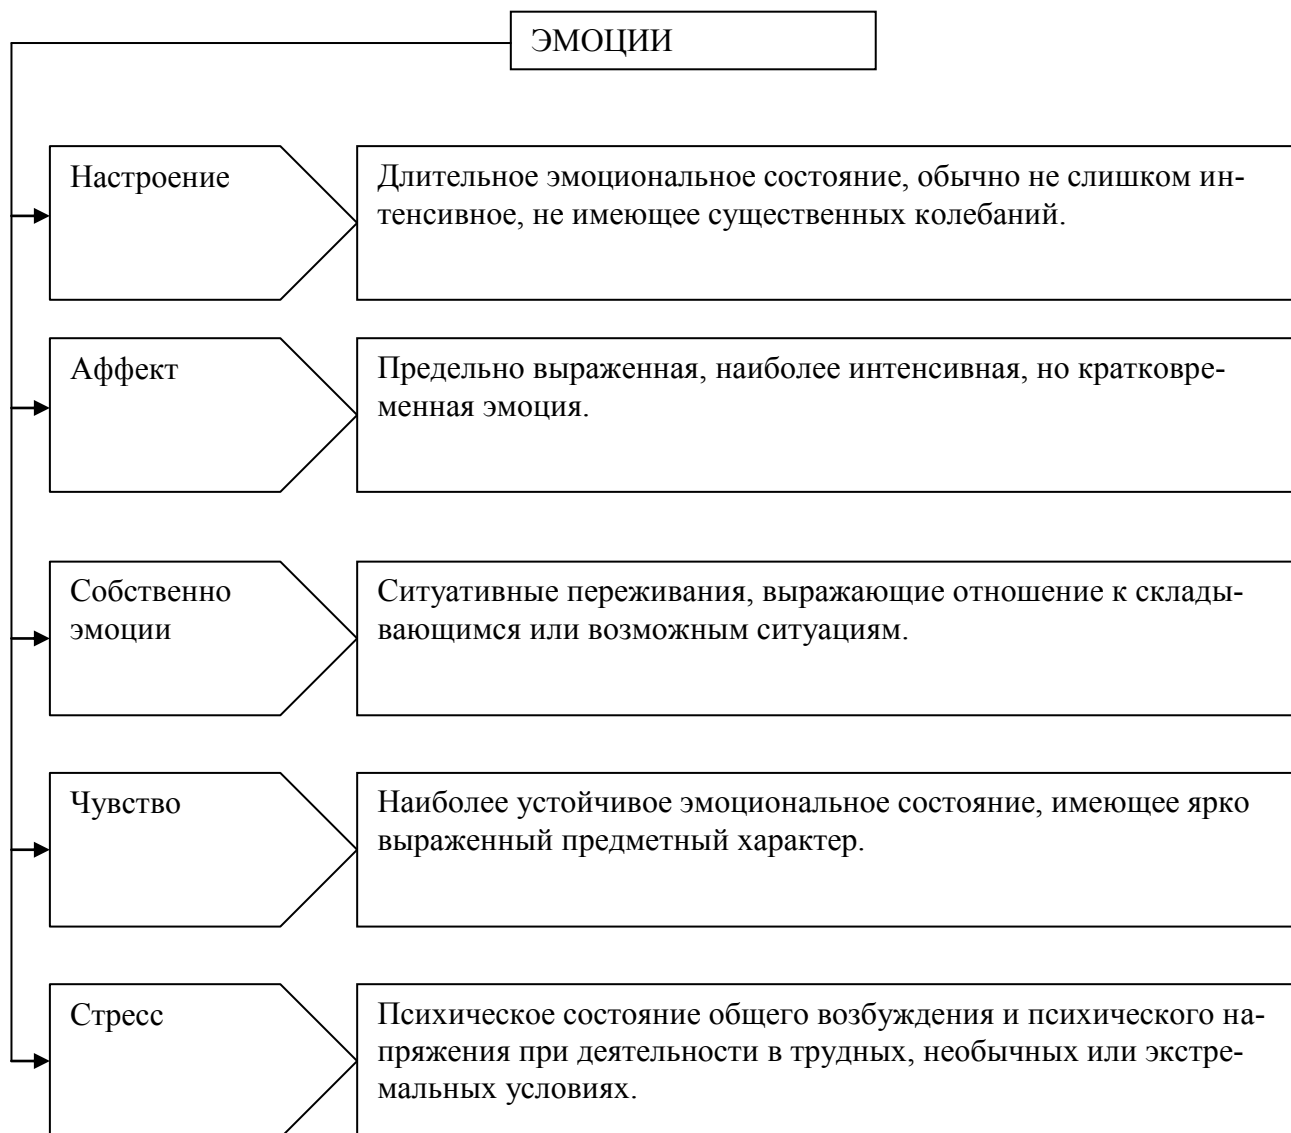 ЭМОЦИИ
Настроение
Длительное эмоциональное состояние, обычно не слишком ин-
тенсивное, не имеющее существенных колебаний.
Аффект
Предельно выраженная, наиболее интенсивная, но кратковре-
менная эмоция.
Собственно
эмоции
Ситуативные переживания, выражающие отношение к склады-
вающимся или возможным ситуациям.
Чувство
Наиболее устойчивое эмоциональное состояние, имеющее ярко
выраженный предметный характер.
Стресс
Психическое состояние общего возбуждения и психического на-
пряжения при деятельности в трудных, необычных или экстре-
мальных условиях.